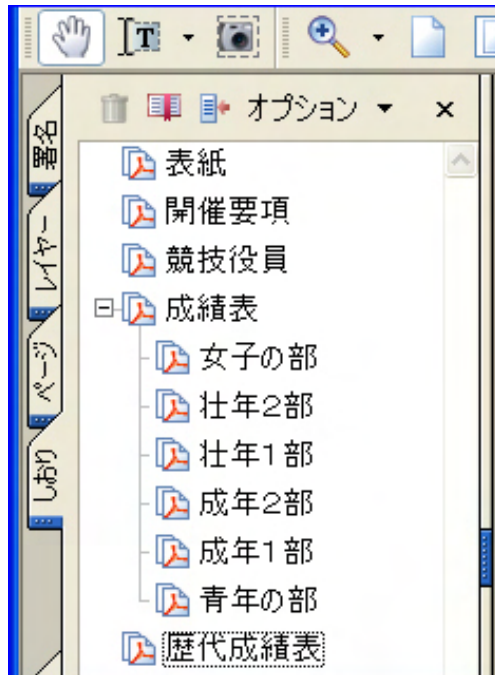 オプション
表紙
開催要項
競技役員
成績表
女子の部
壮年2部
壮年1部
成年2部
成年1部
青年の部
歴代成績表
署名
レイヤー
ページ
しおり